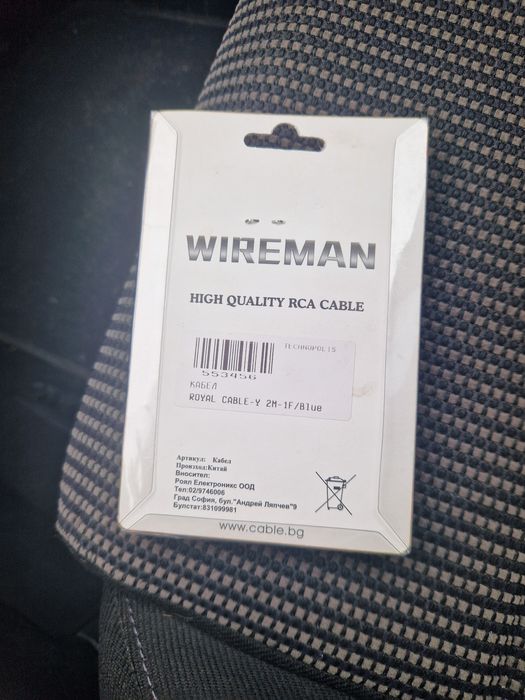 WIREMAN
HIGH QUALITY RCA CABLE
TECHNOPOLIS
553456
КАБЕЛ
ROYAL CABLE-Y 2M-1F/Blue
Артикул: Кабел
Произход:Китай
Вносител:
Роял Електроникс ООД
Тел:02/9746006
Град София, бул."Андрей Ляпчев"9
Булстат:831099981
www.cable.bg